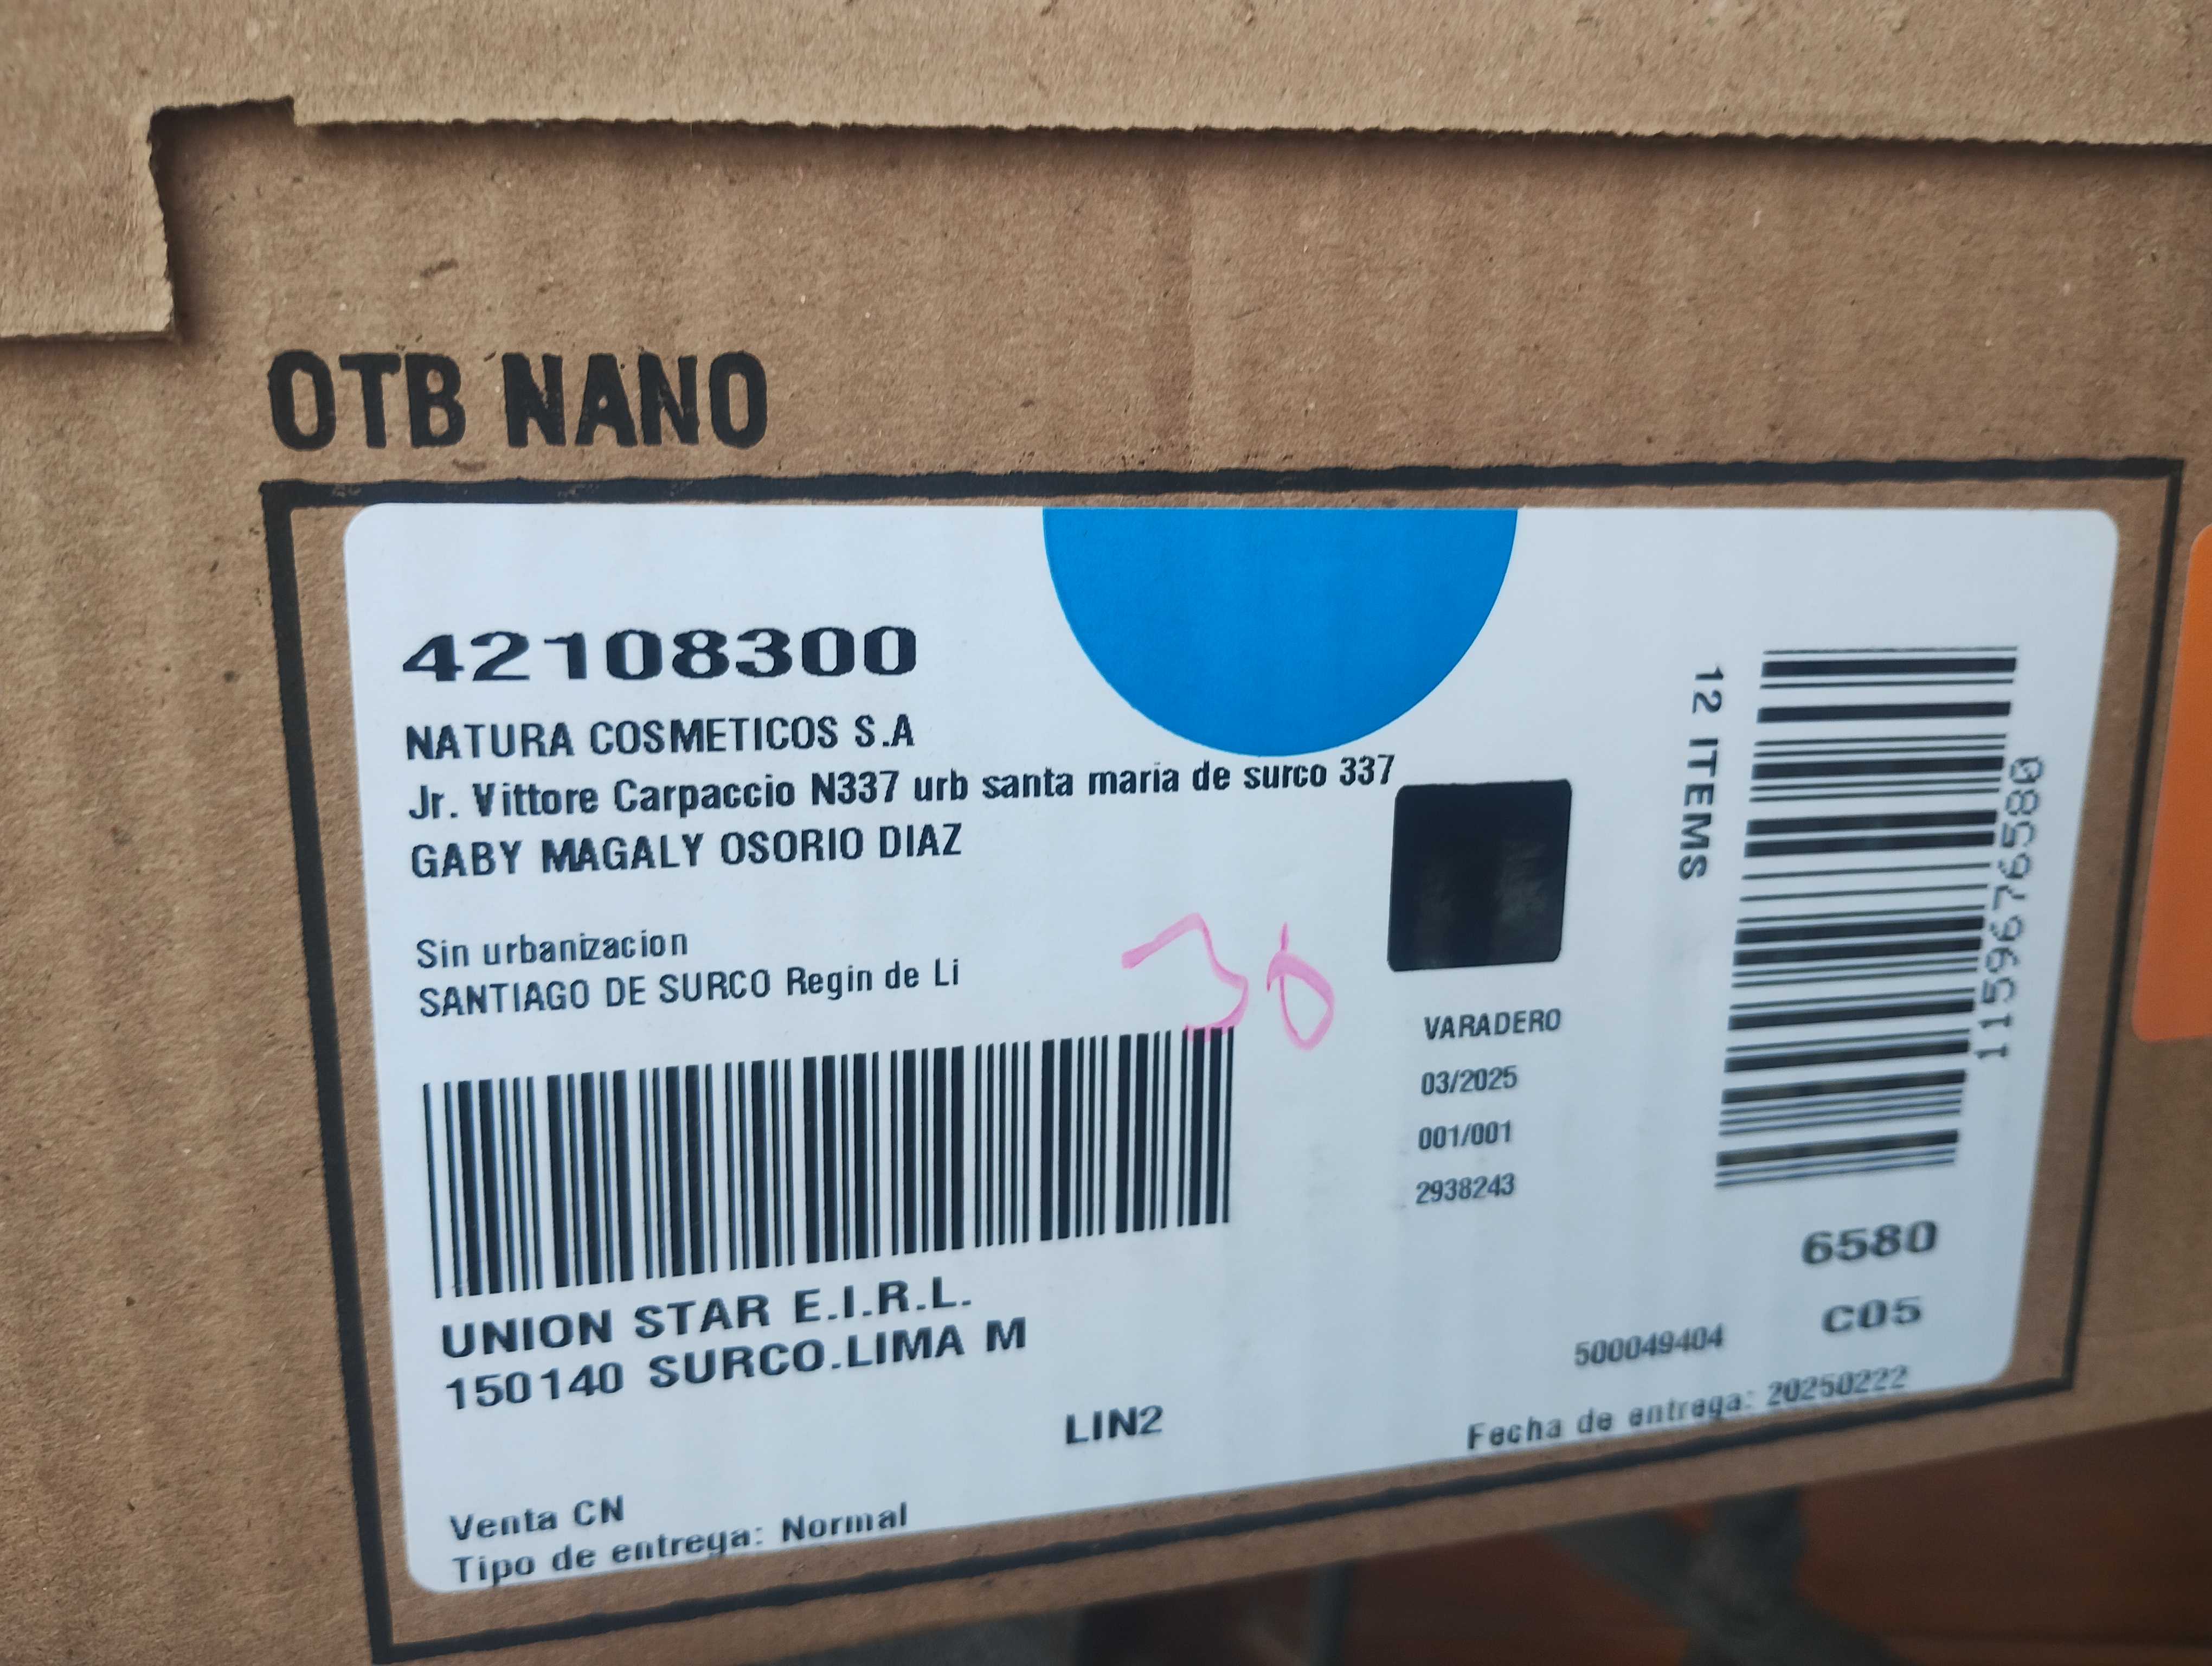 OTB NANO
42108300
NATURA COSMETICOS S.A
Jr. Vittore Carpaccio N337 urb santa maria de surco 337
GABY MAGALY OSORIO DIAZ
Sin urbanizacion
SANTIAGO DE SURCO Regin de Li
36
VARADERO
03/2025
001/001
2938243
12 ITEMS
115967676580
6580
C05
500049404
Fecha de entrega: 20250222
UNION STAR E.I.R.L.
150140 SURCO.LIMA M
LIN2
Venta CN
Tipo de entrega: Normal